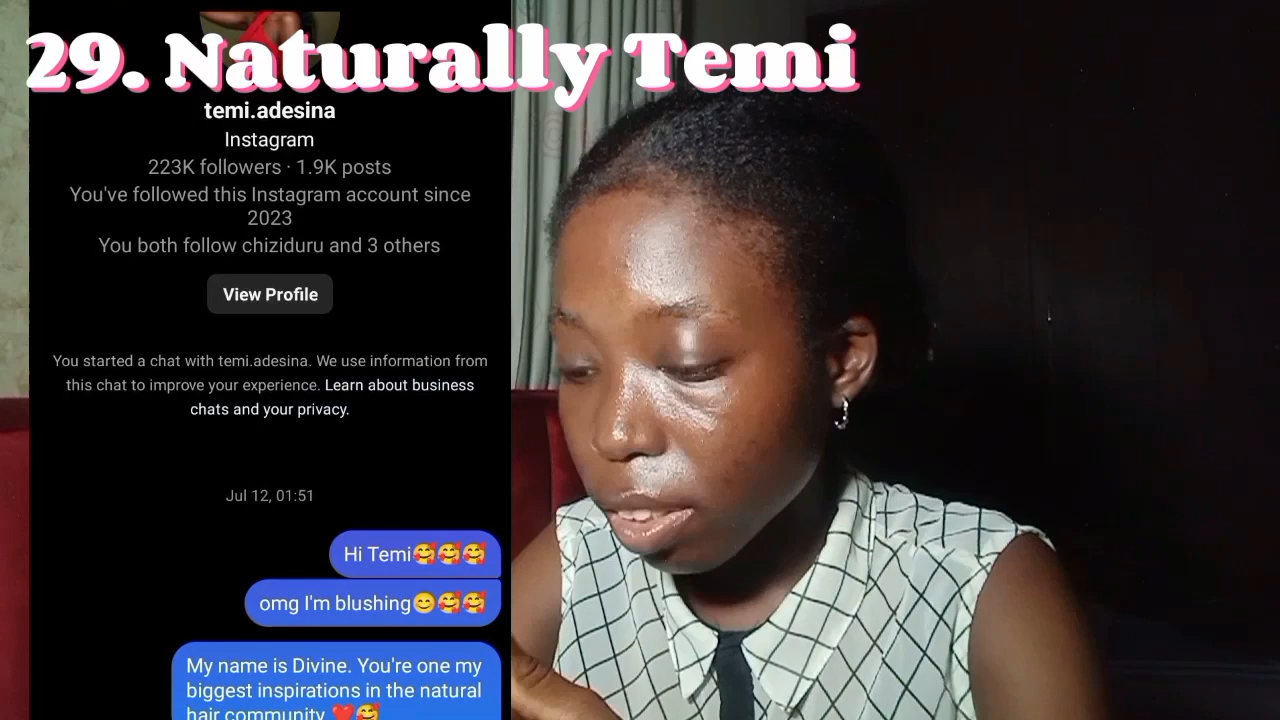 29. Naturally Temi
temi.adesina
Instagram
223K followers · 1.9K posts
You've followed this Instagram account since
2023
You both follow chiziduru and 3 others
View Profile
You started a chat with temi.adesina. We use information from
this chat to improve your experience. Learn about business
chats and your privacy.
Jul 12, 01:51
Hi Temi🥰🥰🥰
omg I'm blushing😊🥰🥰
My name is Divine. You're one my
biggest inspirations in the natural
hair community ❤️🥰